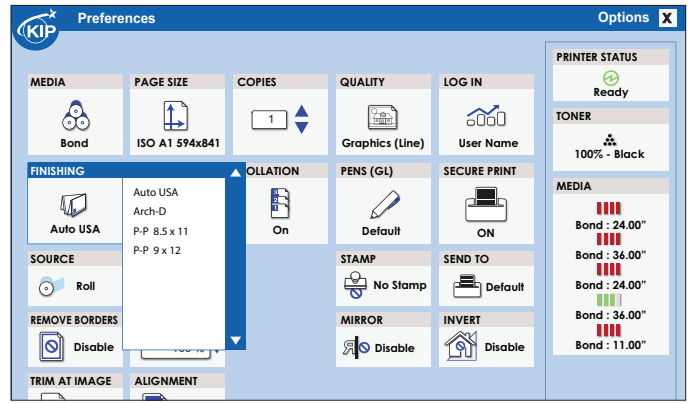 KIP
Preferences
Options X
MEDIA
Bond
PAGE SIZE
ISO A1 594x841
COPIES
1
QUALITY
Graphics (Line)
LOG IN
User Name
FINISHING
Auto USA
Auto USA
Arch-D
P-P 8.5 x 11
P-P 9 x 12
OLLATION
On
PENS (GL)
Default
SECURE PRINT
ON
SOURCE
Roll
STAMP
No Stamp
SEND TO
Default
REMOVE BORDERS
Disable
MIRROR
Disable
INVERT
Disable
TRIM AT IMAGE
ALIGNMENT
PRINTER STATUS
Ready
TONER
100% - Black
MEDIA
Bond : 24.00"
Bond : 36.00"
Bond : 24.00"
Bond : 36.00"
Bond : 11.00"